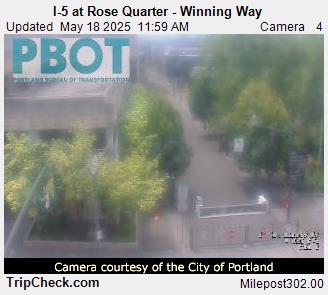 I-5 at Rose Quarter - Winning Way
Updated May 18 2025 11:59 AM Camera 4
PBOT
PORTLAND BUREAU OF TRANSPORTATION
Camera courtesy of the City of Portland
TripCheck.com Milepost302.00